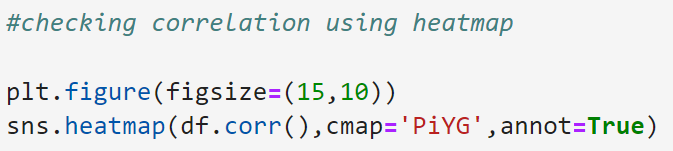 #checking correlation using heatmap
plt.figure(figsize=(15,10))
sns.heatmap(df.corr(),cmap='PiYG',annot=True)